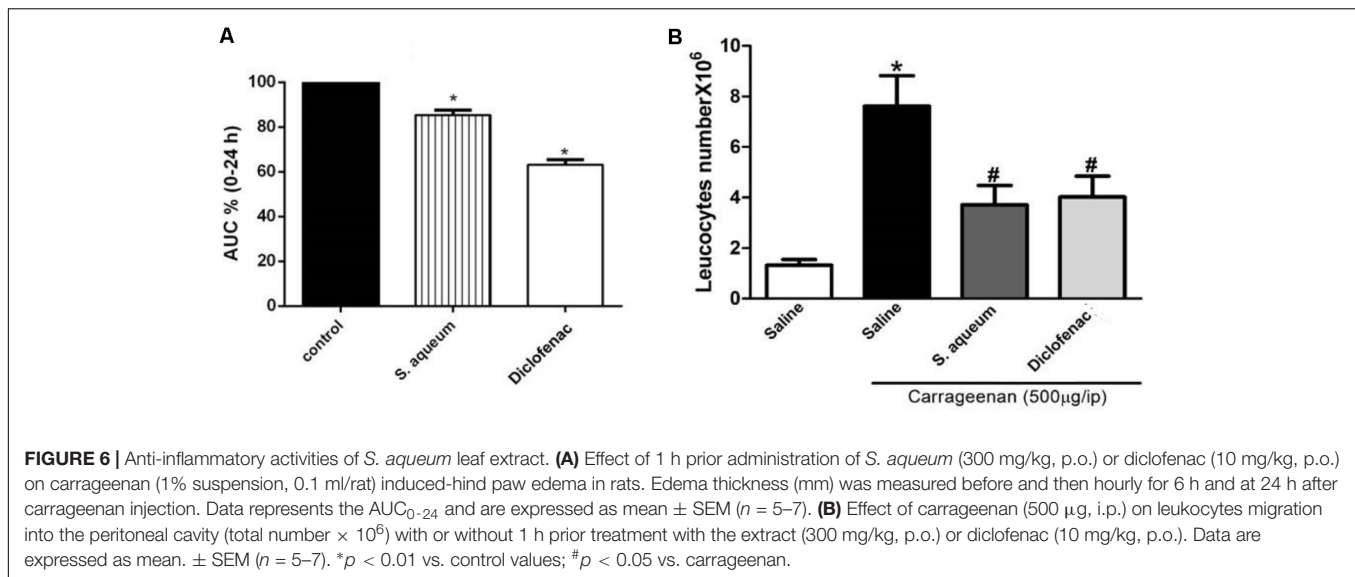 A
AUC % (0-24 h)
100
80
60
40
20
0
*
*
control
S. aqueum
Diclofenac
B
Leucocytes numberX10⁶
10
8
6
4
2
0
*
#
#
Saline
Saline
S. aqueum
Diclofenac
Carrageenan (500μg/ip)
FIGURE 6 | Anti-inflammatory activities of S. aqueum leaf extract. (A) Effect of 1 h prior administration of S. aqueum (300 mg/kg, p.o.) or diclofenac (10 mg/kg, p.o.)
on carrageenan (1% suspension, 0.1 ml/rat) induced-hind paw edema in rats. Edema thickness (mm) was measured before and then hourly for 6 h and at 24 h after
carrageenan injection. Data represents the AUC₀₋₂₄ and are expressed as mean ± SEM (n = 5–7). (B) Effect of carrageenan (500 μg, i.p.) on leukocytes migration
into the peritoneal cavity (total number × 10⁶) with or without 1 h prior treatment with the extract (300 mg/kg, p.o.) or diclofenac (10 mg/kg, p.o.). Data are
expressed as mean. ± SEM (n = 5–7). *p < 0.01 vs. control values; #p < 0.05 vs. carrageenan.